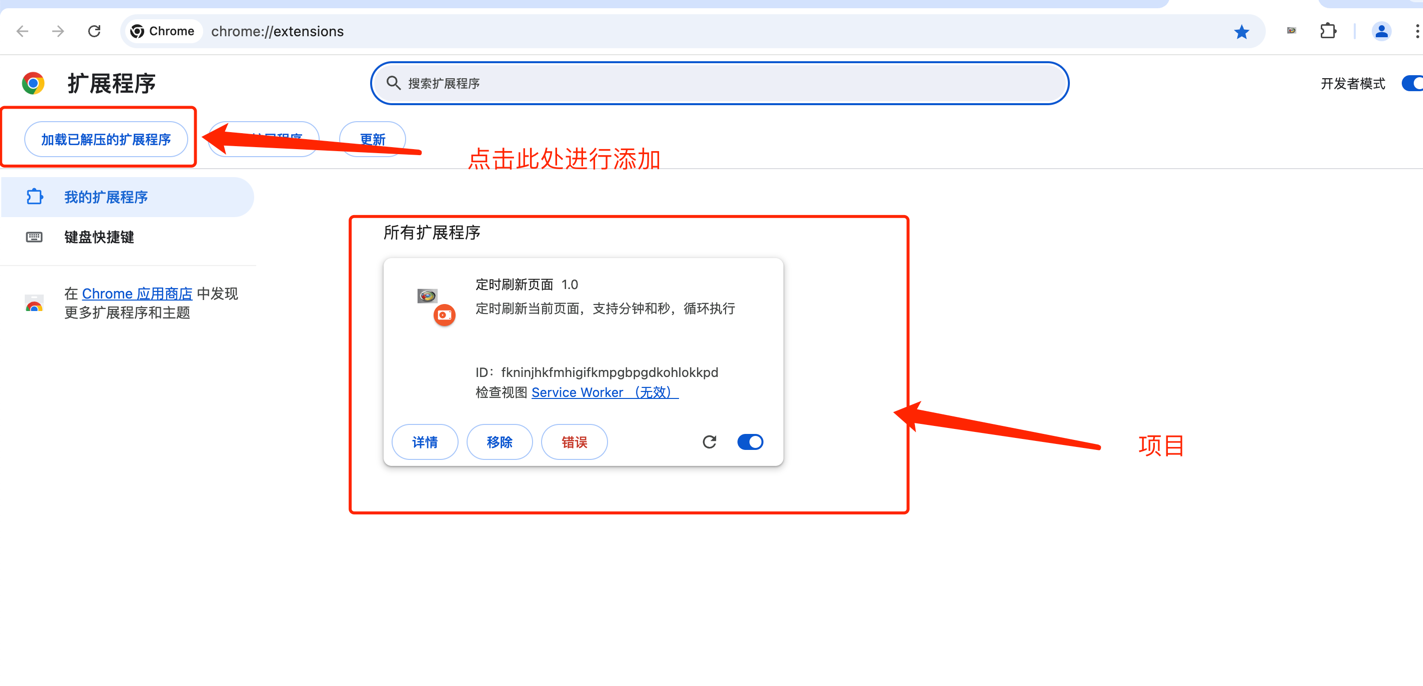 Chrome
chrome://extensions
扩展程序
搜索扩展程序
开发者模式
加载已解压的扩展程序
展程序
更新
点击此处进行添加
我的扩展程序
键盘快捷键
在 Chrome 应用商店 中发现
更多扩展程序和主题
所有扩展程序
定时刷新页面 1.0
定时刷新当前页面，支持分钟和秒，循环执行
ID：fkninjhkfmhigifkmpgbpgdkohlokkpd
检查视图 Service Worker （无效）
详情
移除
错误
项目